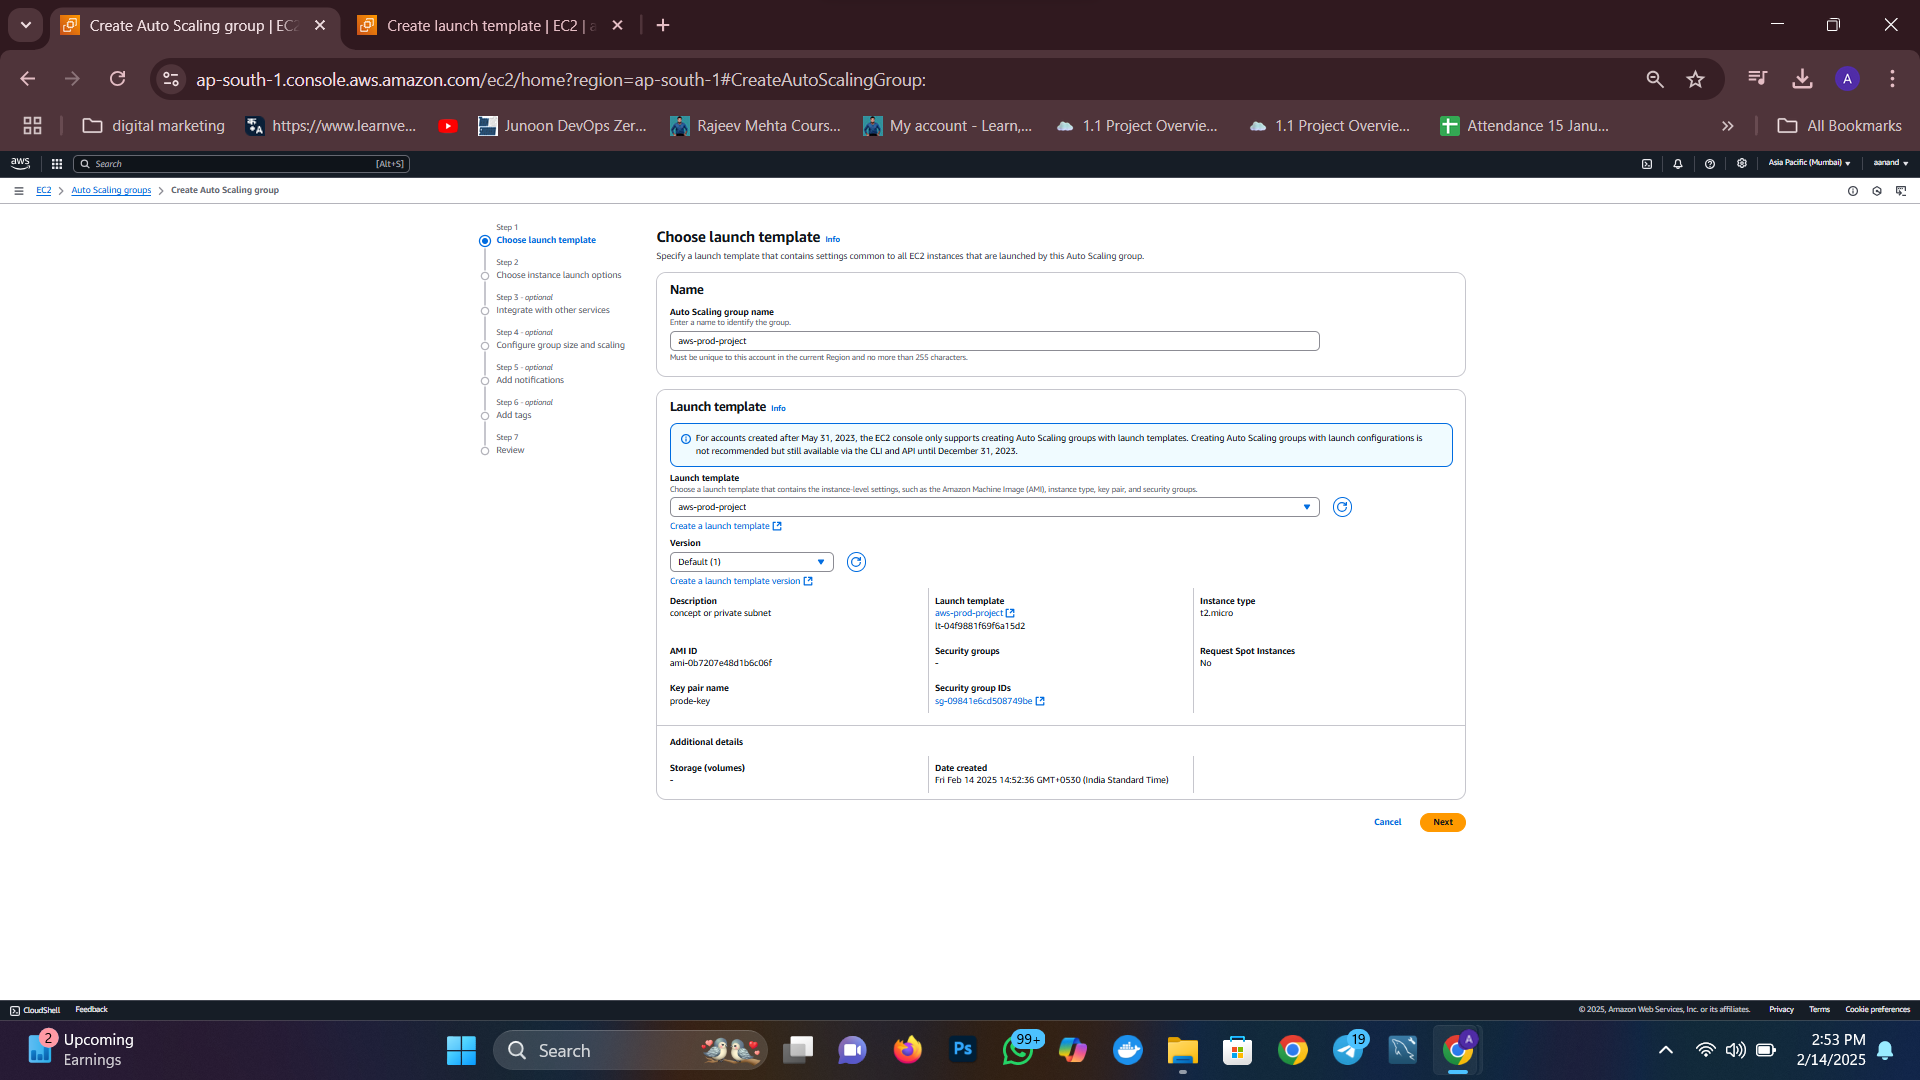 Create Auto Scaling group | EC2
Create launch template | EC2 | a
ap-south-1.console.aws.amazon.com/ec2/home?region=ap-south-1#CreateAutoScalingGroup:
A
digital marketing
https://www.learnve...
Junoon DevOps Zer...
Rajeev Mehta Cours...
My account - Learn,...
1.1 Project Overvie...
1.1 Project Overvie...
Attendance 15 Janu...
All Bookmarks
aws
Search
[Alt+S]
Asia Pacific (Mumbai)
aanand
EC2
Auto Scaling groups
Create Auto Scaling group
Step 1
Choose launch template
Step 2
Choose instance launch options
Step 3 - optional
Integrate with other services
Step 4 - optional
Configure group size and scaling
Step 5 - optional
Add notifications
Step 6 - optional
Add tags
Step 7
Review
Choose launch template Info
Specify a launch template that contains settings common to all EC2 instances that are launched by this Auto Scaling group.
Name
Auto Scaling group name
Enter a name to identify the group.
aws-prod-project
Must be unique to this account in the current Region and no more than 255 characters.
Launch template Info
For accounts created after May 31, 2023, the EC2 console only supports creating Auto Scaling groups with launch templates. Creating Auto Scaling groups with launch configurations is
not recommended but still available via the CLI and API until December 31, 2023.
Launch template
Choose a launch template that contains the instance-level settings, such as the Amazon Machine Image (AMI), instance type, key pair, and security groups.
aws-prod-project
Create a launch template
Version
Default (1)
Create a launch template version
Description
concept or private subnet
Launch template
aws-prod-project
lt-04f9881f69f6a15d2
Instance type
t2.micro
AMI ID
ami-0b7207e48d1b6c06f
Security groups
-
Request Spot Instances
No
Key pair name
prode-key
Security group IDs
sg-09841e6cd508749be
Additional details
Storage (volumes)
-
Date created
Fri Feb 14 2025 14:52:36 GMT+0530 (India Standard Time)
Cancel
Next
CloudShell
Feedback
© 2025, Amazon Web Services, Inc. or its affiliates.
Privacy
Terms
Cookie preferences
2
Upcoming
Earnings
Search
Ps
99+
19
A
2:53 PM
2/14/2025